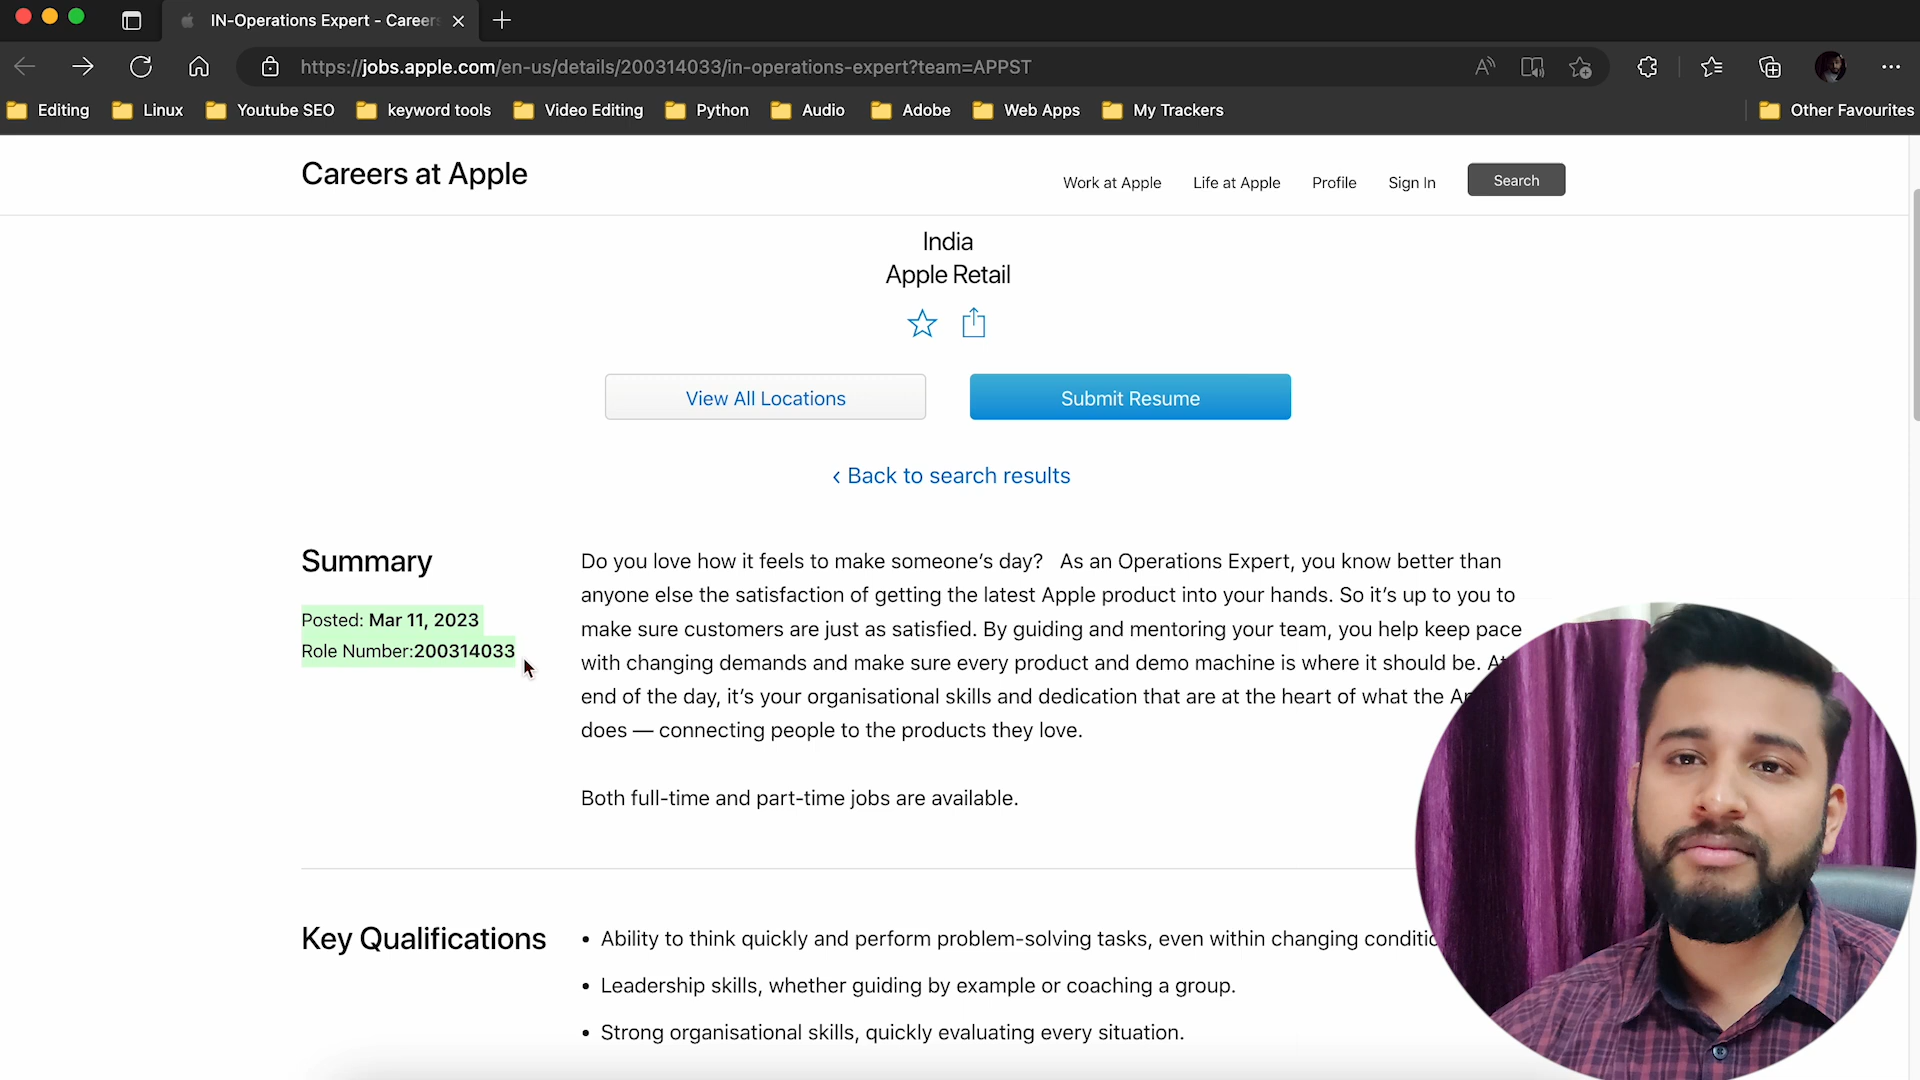 IN-Operations Expert - Careers
https://jobs.apple.com/en-us/details/200314033/in-operations-expert?team=APPST
Editing Linux Youtube SEO keyword tools Video Editing Python Audio Adobe Web Apps My Trackers Other Favourites
Careers at Apple
Work at Apple Life at Apple Profile Sign In Search
India
Apple Retail
View All Locations Submit Resume
‹ Back to search results
Summary
Posted: Mar 11, 2023
Role Number:200314033
Do you love how it feels to make someone’s day? As an Operations Expert, you know better than
anyone else the satisfaction of getting the latest Apple product into your hands. So it’s up to you to
make sure customers are just as satisfied. By guiding and mentoring your team, you help keep pace
with changing demands and make sure every product and demo machine is where it should be.
end of the day, it’s your organisational skills and dedication that are at the heart of what the
does — connecting people to the products they love.
Both full-time and part-time jobs are available.
Key Qualifications
• Ability to think quickly and perform problem-solving tasks, even within changing
• Leadership skills, whether guiding by example or coaching a group.
• Strong organisational skills, quickly evaluating every situation.